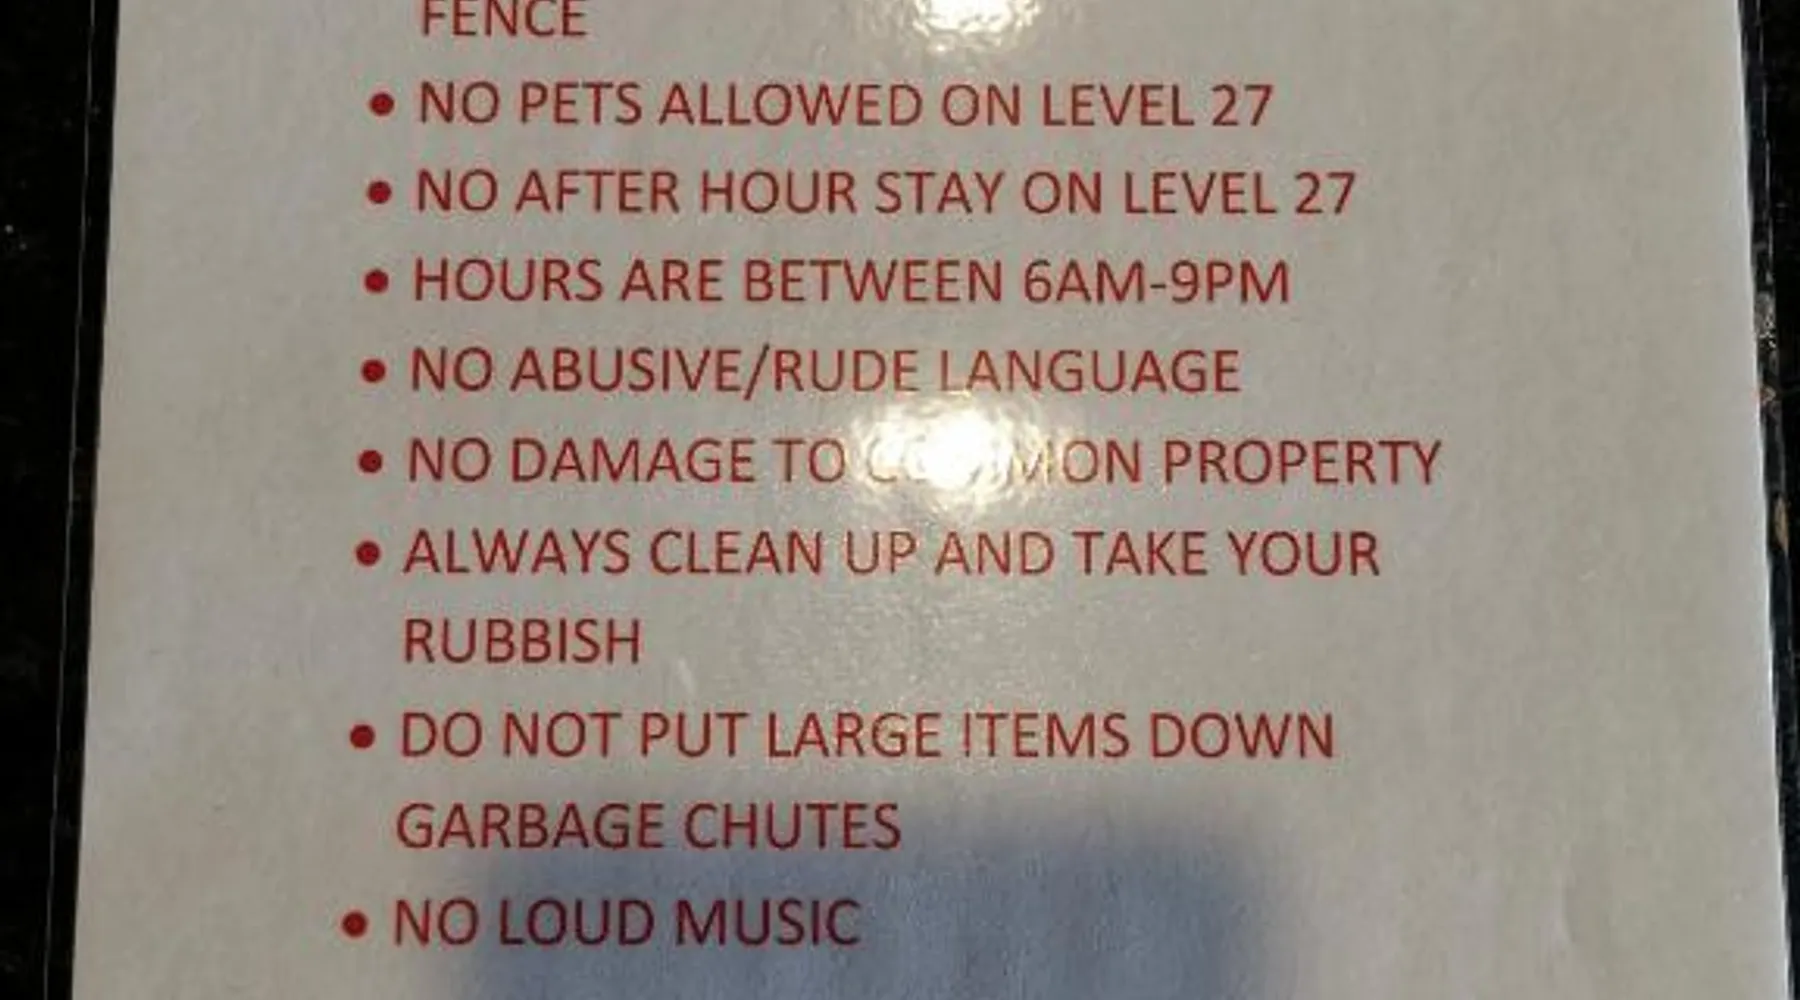 FENCE
• NO PETS ALLOWED ON LEVEL 27
• NO AFTER HOUR STAY ON LEVEL 27
• HOURS ARE BETWEEN 6AM-9PM
• NO ABUSIVE/RUDE LANGUAGE
• NO DAMAGE TO COMMON PROPERTY
• ALWAYS CLEAN UP AND TAKE YOUR
RUBBISH
• DO NOT PUT LARGE ITEMS DOWN
GARBAGE CHUTES
• NO LOUD MUSIC